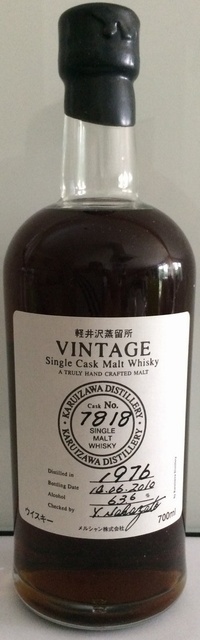 軽井沢蒸留所
VINTAGE
Single Cask Malt Whisky
A TRULY HAND CRAFTED MALT
KARUIZAWA DISTILLERY
Cask No.
7818
SINGLE
MALT
WHISKY
KARUIZAWA DISTILLERY
Distilled in 1976
Bottling Date 14.06.2010
Alcohol 63.6 %
Checked by
ウイスキー
700ml
メルシャン株式会社